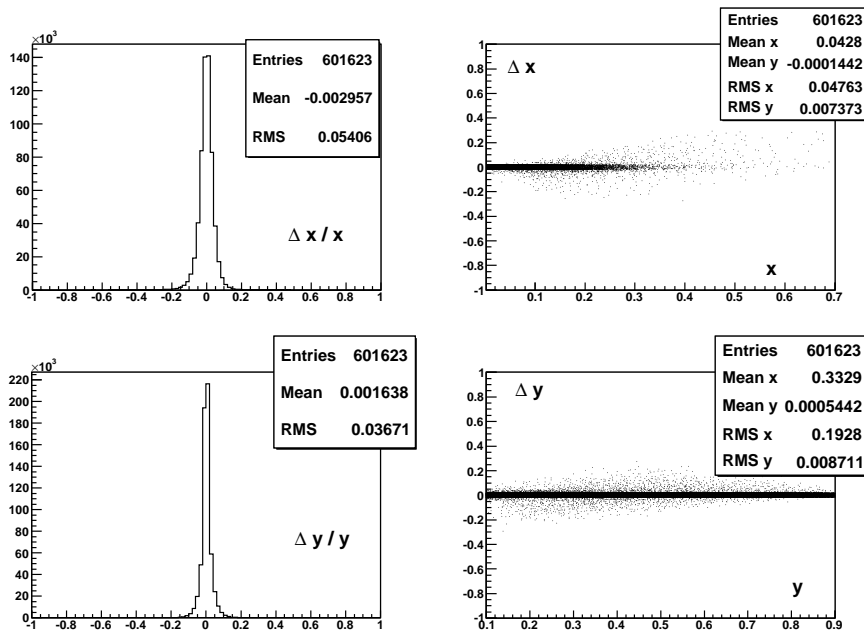 ×10³
Entries 601623
Mean -0.002957
RMS 0.05406
Δ x / x
140
120
100
80
60
40
20
0
-1 -0.8 -0.6 -0.4 -0.2 0 0.2 0.4 0.6 0.8 1
Entries 601623
Mean x 0.0428
Mean y -0.0001442
RMS x 0.04763
RMS y 0.007373
Δ x
1
0.8
0.6
0.4
0.2
0
-0.2
-0.4
-0.6
-0.8
-1
x
0.1 0.2 0.3 0.4 0.5 0.6 0.7
×10³
Entries 601623
Mean 0.001638
RMS 0.03671
Δ y / y
220
200
180
160
140
120
100
80
60
40
20
0
-1 -0.8 -0.6 -0.4 -0.2 0 0.2 0.4 0.6 0.8 1
Entries 601623
Mean x 0.3329
Mean y 0.0005442
RMS x 0.1928
RMS y 0.008711
Δ y
1
0.8
0.6
0.4
0.2
0
-0.2
-0.4
-0.6
-0.8
-1
y
0.1 0.2 0.3 0.4 0.5 0.6 0.7 0.8 0.9